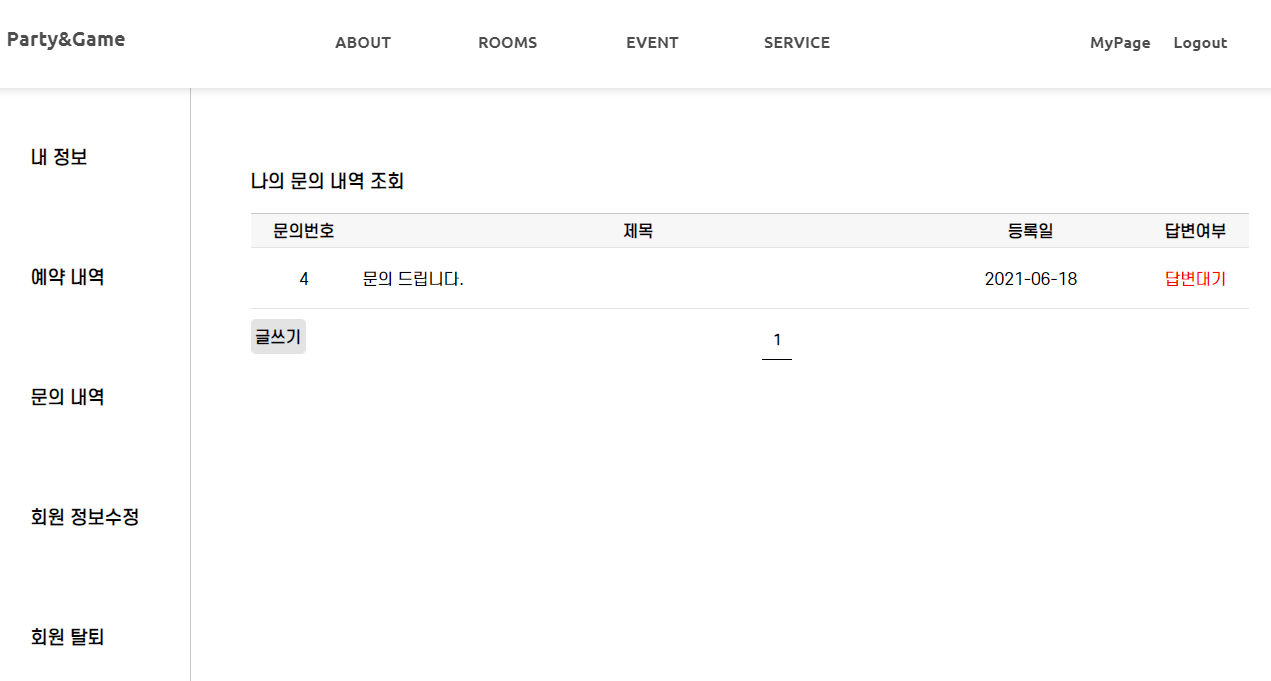 Party&Game
ABOUT ROOMS EVENT SERVICE MyPage Logout
내 정보
예약 내역
문의 내역
회원 정보수정
회원 탈퇴
나의 문의 내역 조회
문의번호 제목 등록일 답변여부
4 문의 드립니다. 2021-06-18 답변대기
글쓰기 1